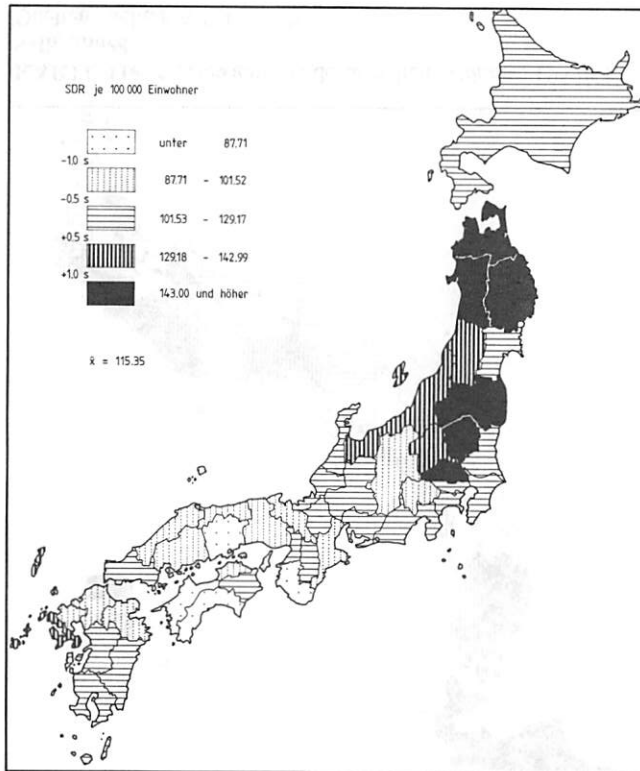 SDR je 100 000 Einwohner
unter 87.71
-1.0 s
87.71 - 101.52
-0.5 s
101.53 - 129.17
+0.5 s
129.18 - 142.99
+1.0 s
143.00 und höher
x̄ = 115.35